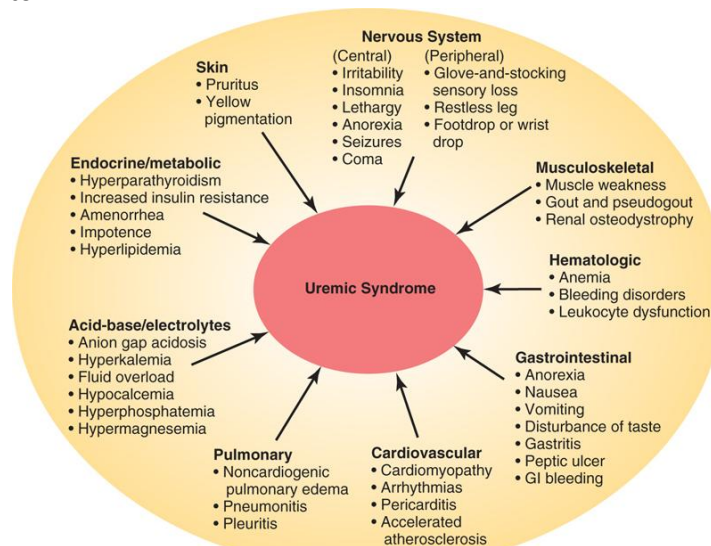 Nervous System
(Central)
• Irritability
• Insomnia
• Lethargy
• Anorexia
• Seizures
• Coma
(Peripheral)
• Glove-and-stocking
sensory loss
• Restless leg
• Footdrop or wrist
drop
Skin
• Pruritus
• Yellow
pigmentation
Endocrine/metabolic
• Hyperparathyroidism
• Increased insulin resistance
• Amenorrhea
• Impotence
• Hyperlipidemia
Musculoskeletal
• Muscle weakness
• Gout and pseudogout
• Renal osteodystrophy
Uremic Syndrome
Hematologic
• Anemia
• Bleeding disorders
• Leukocyte dysfunction
Acid-base/electrolytes
• Anion gap acidosis
• Hyperkalemia
• Fluid overload
• Hypocalcemia
• Hyperphosphatemia
• Hypermagnesemia
Gastrointestinal
• Anorexia
• Nausea
• Vomiting
• Disturbance of taste
• Gastritis
• Peptic ulcer
• GI bleeding
Pulmonary
• Noncardiogenic
pulmonary edema
• Pneumonitis
• Pleuritis
Cardiovascular
• Cardiomyopathy
• Arrhythmias
• Pericarditis
• Accelerated
atherosclerosis